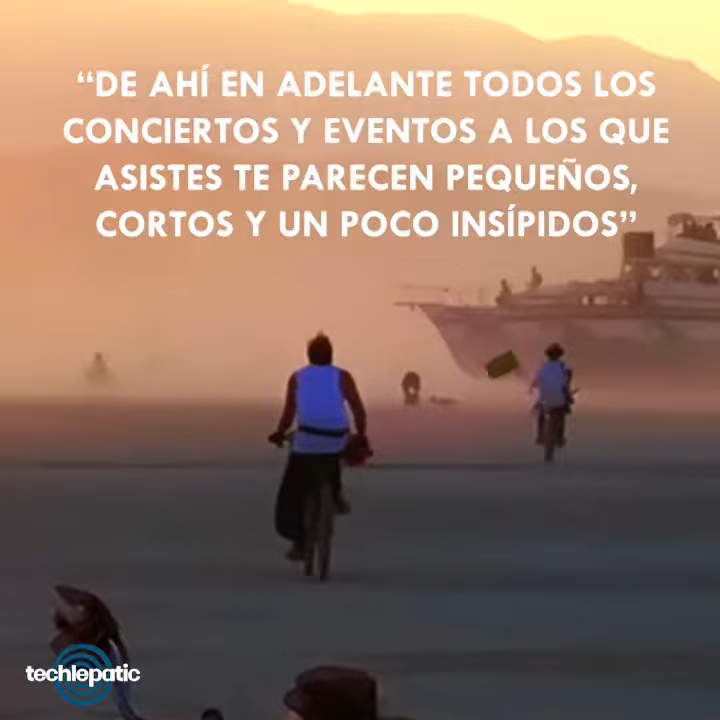 “DE AHÍ EN ADELANTE TODOS LOS
CONCIERTOS Y EVENTOS A LOS QUE
ASISTES TE PARECEN PEQUEÑOS,
CORTOS Y UN POCO INSÍPIDOS”
techlepatic